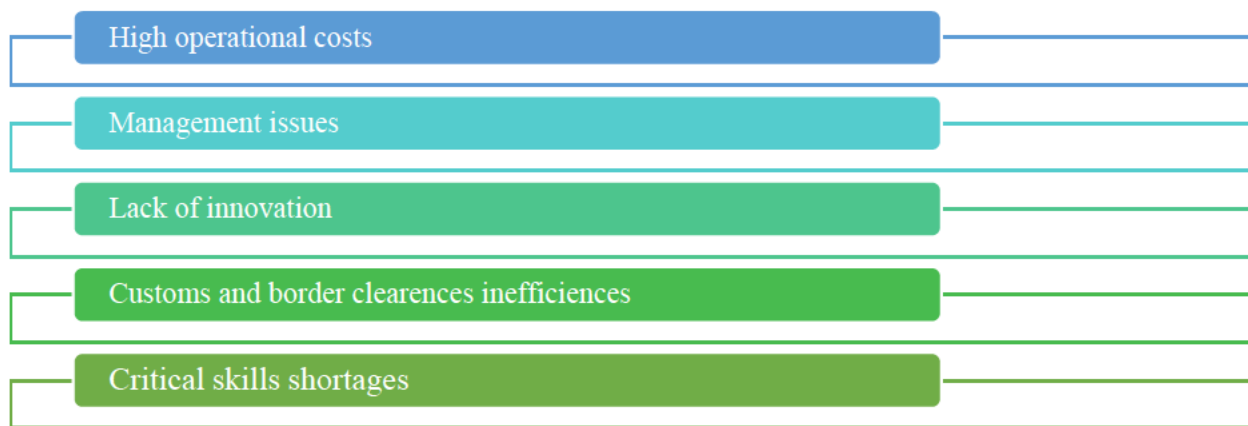 High operational costs
Management issues
Lack of innovation
Customs and border clearences inefficiences
Critical skills shortages